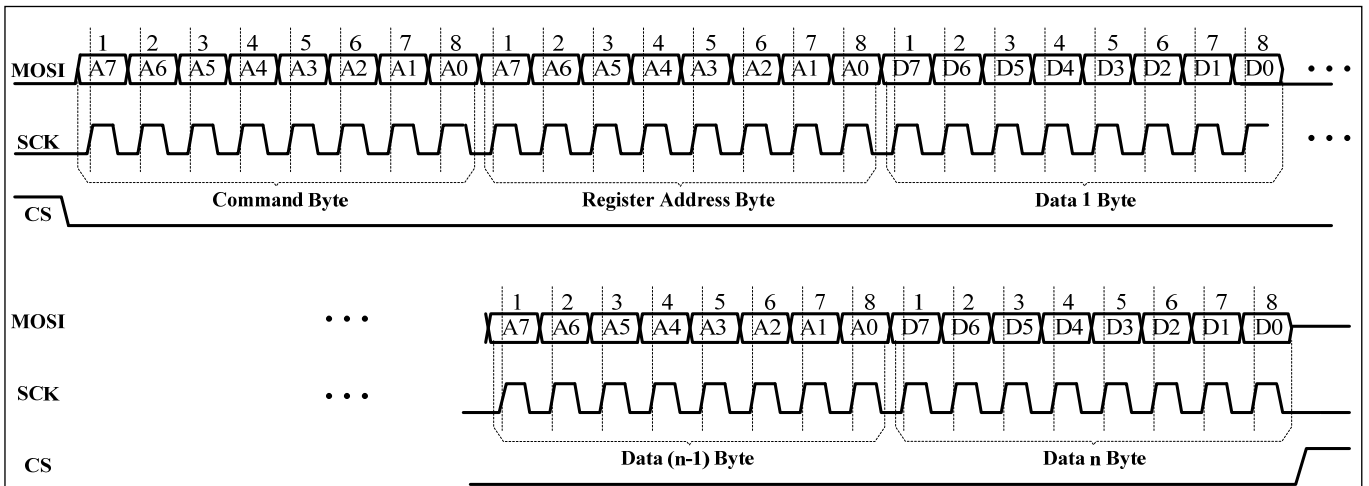 1 2 3 4 5 6 7 8 1 2 3 4 5 6 7 8 1 2 3 4 5 6 7 8
MOSI A7 A6 A5 A4 A3 A2 A1 A0 A7 A6 A5 A4 A3 A2 A1 A0 D7 D6 D5 D4 D3 D2 D1 D0 • • •
SCK • • •
Command Byte Register Address Byte Data 1 Byte
CS
1 2 3 4 5 6 7 8 1 2 3 4 5 6 7 8
MOSI • • • A7 A6 A5 A4 A3 A2 A1 A0 D7 D6 D5 D4 D3 D2 D1 D0
SCK • • •
Data (n-1) Byte Data n Byte
CS